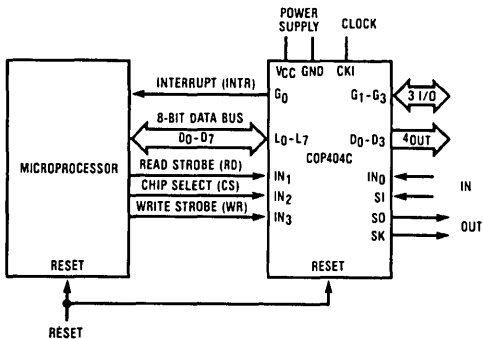 POWER
SUPPLY
CLOCK
VCC GND CKI
INTERRUPT (INTR)
G0
G1-G3
3 I/O
8-BIT DATA BUS
D0-D7
L0-L7
D0-D3
4OUT
COP404C
MICROPROCESSOR
READ STROBE (RD)
IN1
IN0
IN
CHIP SELECT (CS)
IN2
SI
WRITE STROBE (WR)
IN3
SO
OUT
SK
RESET
RESET
RESET